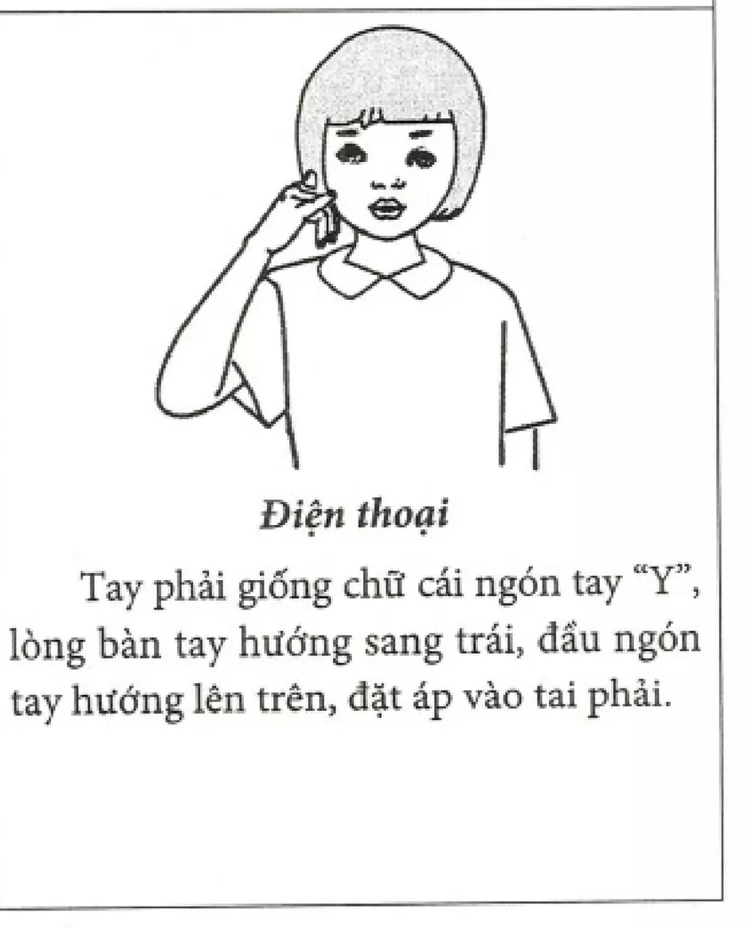 Điện thoại
Tay phải giống chữ cái ngón tay “Y”,
lòng bàn tay hướng sang trái, đầu ngón
tay hướng lên trên, đặt áp vào tai phải.